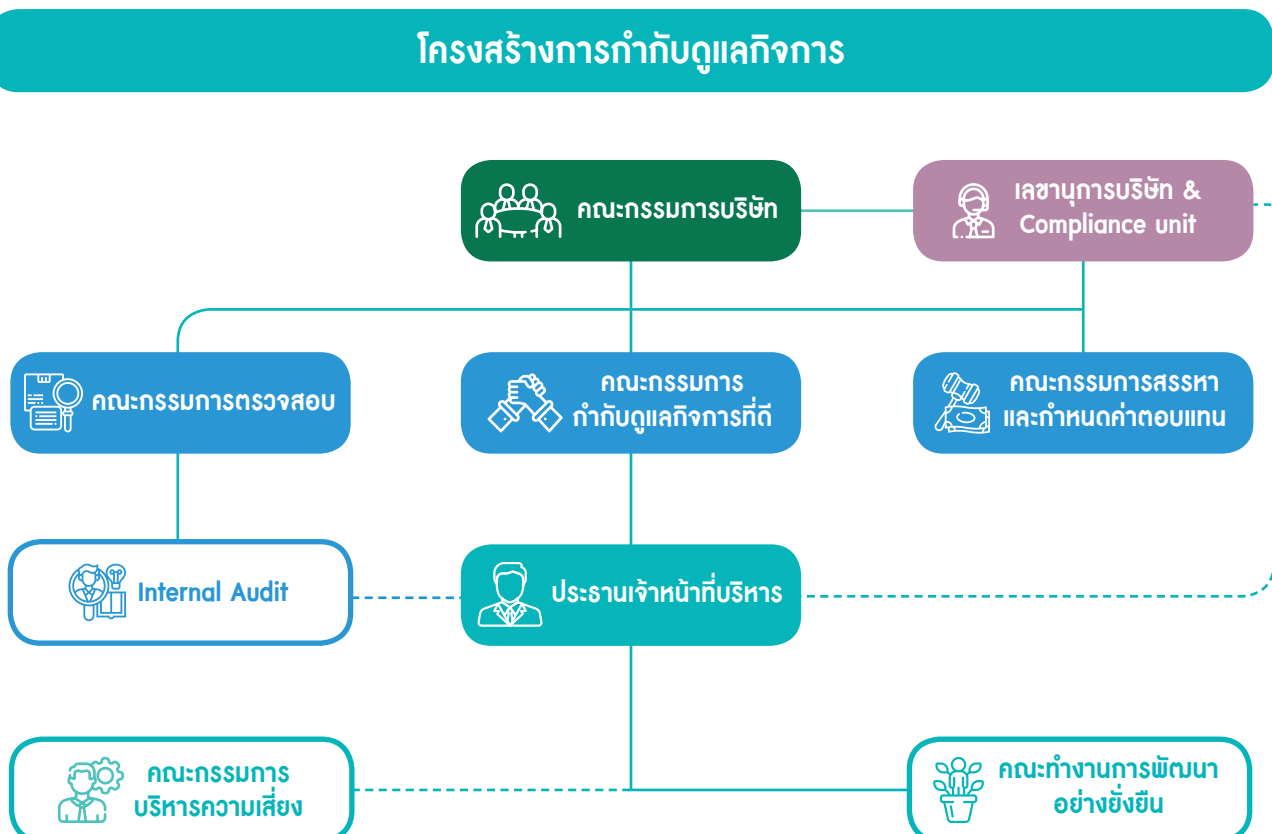 โครงสร้างการกำกับดูแลกิจการ
คณะกรรมการบริษัท
เลขานุการบริษัท &
Compliance unit
คณะกรรมการตรวจสอบ
คณะกรรมการ
กำกับดูแลกิจการที่ดี
คณะกรรมการสรรหา
และกำหนดค่าตอบแทน
Internal Audit
ประธานเจ้าหน้าที่บริหาร
คณะกรรมการ
บริหารความเสี่ยง
คณะทำงานการพัฒนา
อย่างยั่งยืน